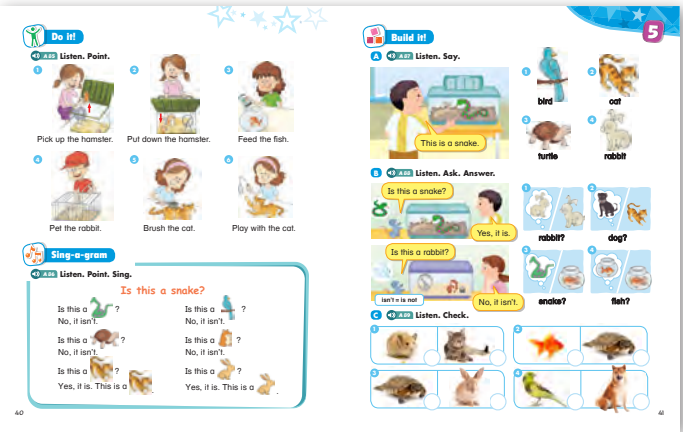 Do it!
A85 Listen. Point.
1
2
3
Pick up the hamster.
Put down the hamster.
Feed the fish.
4
5
6
Pet the rabbit.
Brush the cat.
Play with the cat.
Sing-a-gram
A86 Listen. Point. Sing.
Is this a snake?
Is this a ?
No, it isn't.
Is this a ?
No, it isn't.
Is this a ?
Yes, it is. This is a .
Is this a ?
No, it isn't.
Is this a ?
No, it isn't.
Is this a ?
Yes, it is. This is a .
40
Build it!
5
A A87 Listen. Say.
This is a snake.
1
bird
2
cat
3
turtle
4
rabbit
B A88 Listen. Ask. Answer.
Is this a snake?
Yes, it is.
Is this a rabbit?
isn't = is not
No, it isn't.
1
rabbit?
2
dog?
3
snake?
4
fish?
C A89 Listen. Check.
1
2
3
4
41